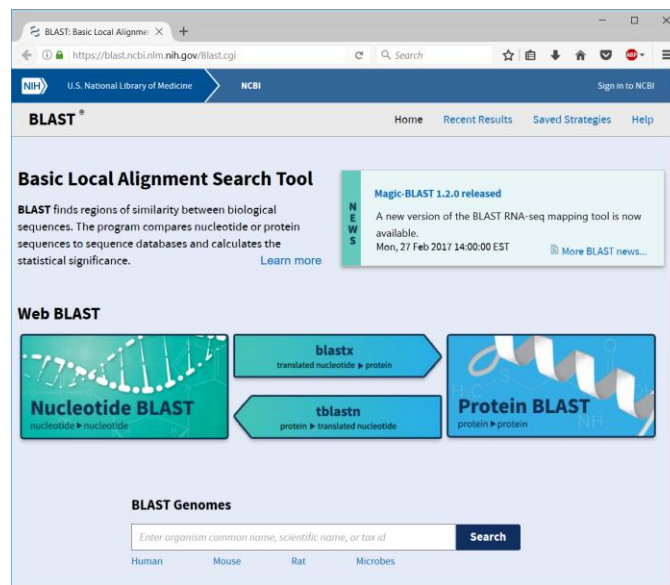 BLAST: Basic Local Alignme
https://blast.ncbi.nlm.nih.gov/Blast.cgi
Search
ABP
NIH
U.S. National Library of Medicine
NCBI
Sign in to NCBI
BLAST ®
Home
Recent Results
Saved Strategies
Help
Basic Local Alignment Search Tool
BLAST finds regions of similarity between biological
sequences. The program compares nucleotide or protein
sequences to sequence databases and calculates the
statistical significance.
Learn more
NEWS
Magic-BLAST 1.2.0 released
A new version of the BLAST RNA-seq mapping tool is now
available.
Mon, 27 Feb 2017 14:00:00 EST
More BLAST news...
Web BLAST
Nucleotide BLAST
nucleotide ▶ nucleotide
blastx
translated nucleotide ▶ protein
tblastn
protein ▶ translated nucleotide
Protein BLAST
protein ▶ protein
BLAST Genomes
Enter organism common name, scientific name, or tax id
Search
Human
Mouse
Rat
Microbes